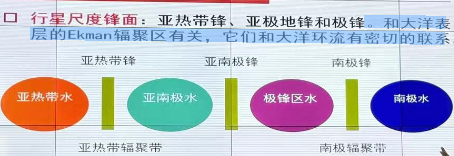 □ 行星尺度锋面：亚热带锋、亚极地锋和极锋。和大洋表
层的Ekman辐聚区有关，它们和大洋环流有密切的联系
亚热带锋 亚南极锋 南极锋
亚热带水 亚南极水 极锋区水 南极水
亚热带辐聚带 南极辐聚带